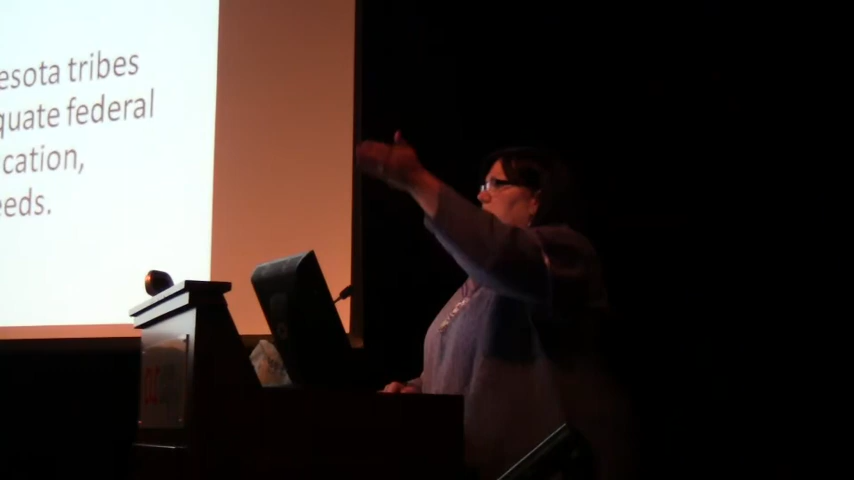 esota tribes
quate federal
cation,
eeds.